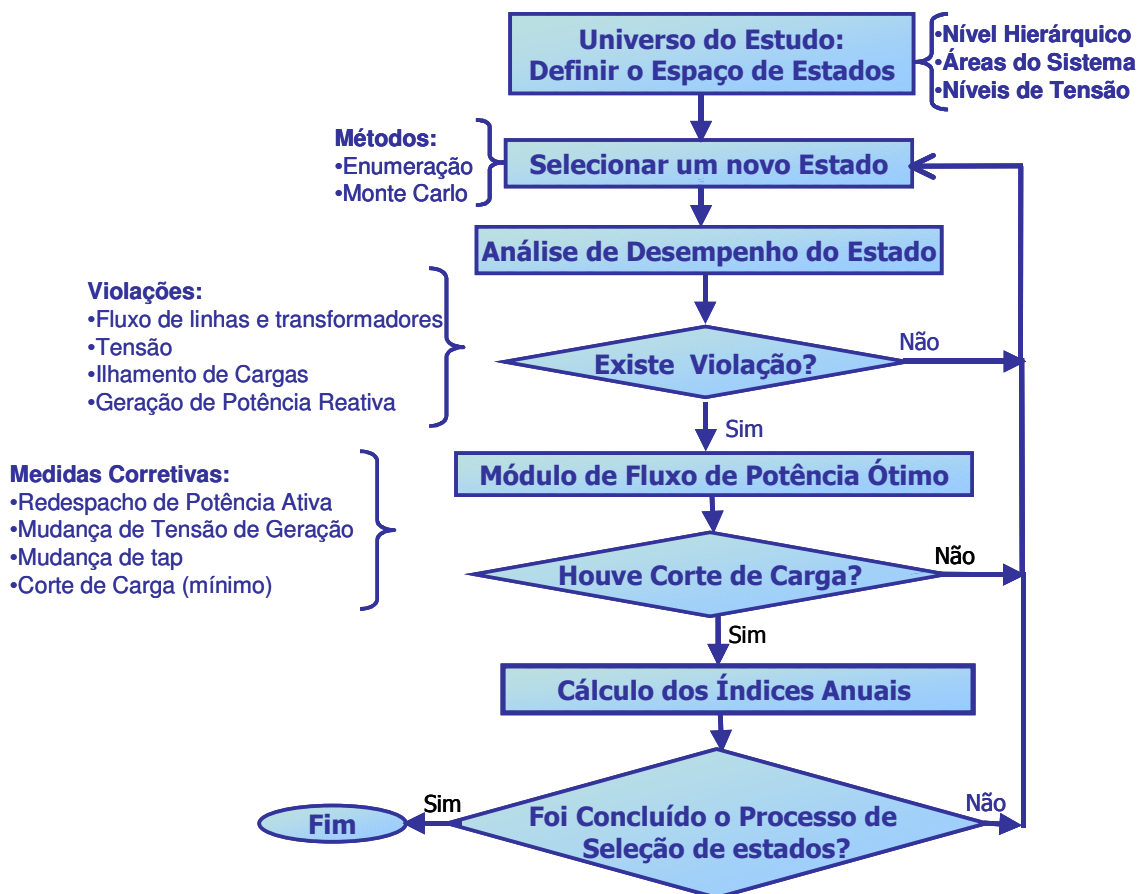 Universo do Estudo:
Definir o Espaço de Estados
•Nível Hierárquico
•Áreas do Sistema
•Níveis de Tensão
Métodos:
•Enumeração
•Monte Carlo
Selecionar um novo Estado
Análise de Desempenho do Estado
Violações:
•Fluxo de linhas e transformadores
•Tensão
•Ilhamento de Cargas
•Geração de Potência Reativa
Existe Violação?
Não
Sim
Módulo de Fluxo de Potência Ótimo
Medidas Corretivas:
•Redespacho de Potência Ativa
•Mudança de Tensão de Geração
•Mudança de tap
•Corte de Carga (mínimo)
Houve Corte de Carga?
Não
Sim
Cálculo dos Índices Anuais
Foi Concluído o Processo de
Seleção de estados?
Sim
Não
Fim